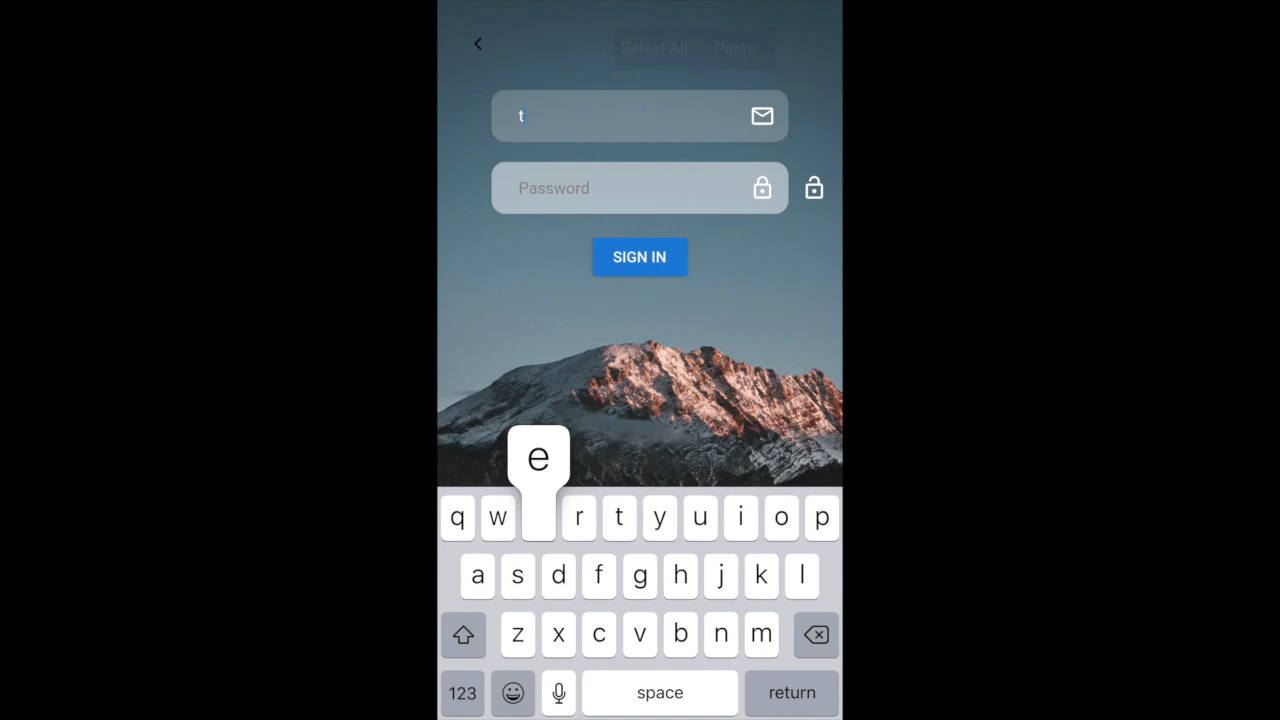 Select All Paste
t
Password
SIGN IN
e
q w r t y u i o p
a s d f g h j k l
z x c v b n m
123 space return